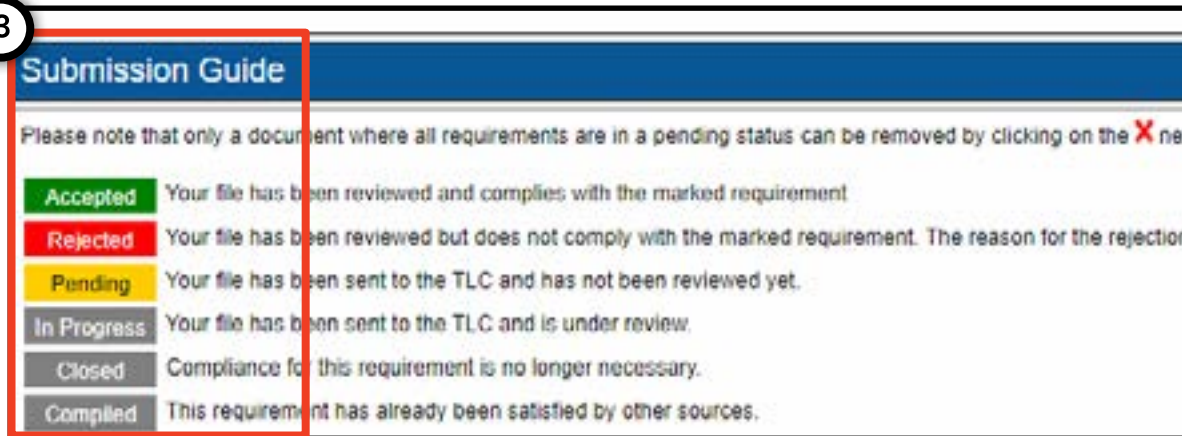 3
Submission Guide
Please note that only a document where all requirements are in a pending status can be removed by clicking on the X ne
Accepted Your file has been reviewed and complies with the marked requirement
Rejected Your file has been reviewed but does not comply with the marked requirement. The reason for the rejection
Pending Your file has been sent to the TLC and has not been reviewed yet.
In Progress Your file has been sent to the TLC and is under review.
Closed Compliance for this requirement is no longer necessary.
Complied This requirement has already been satisfied by other sources.